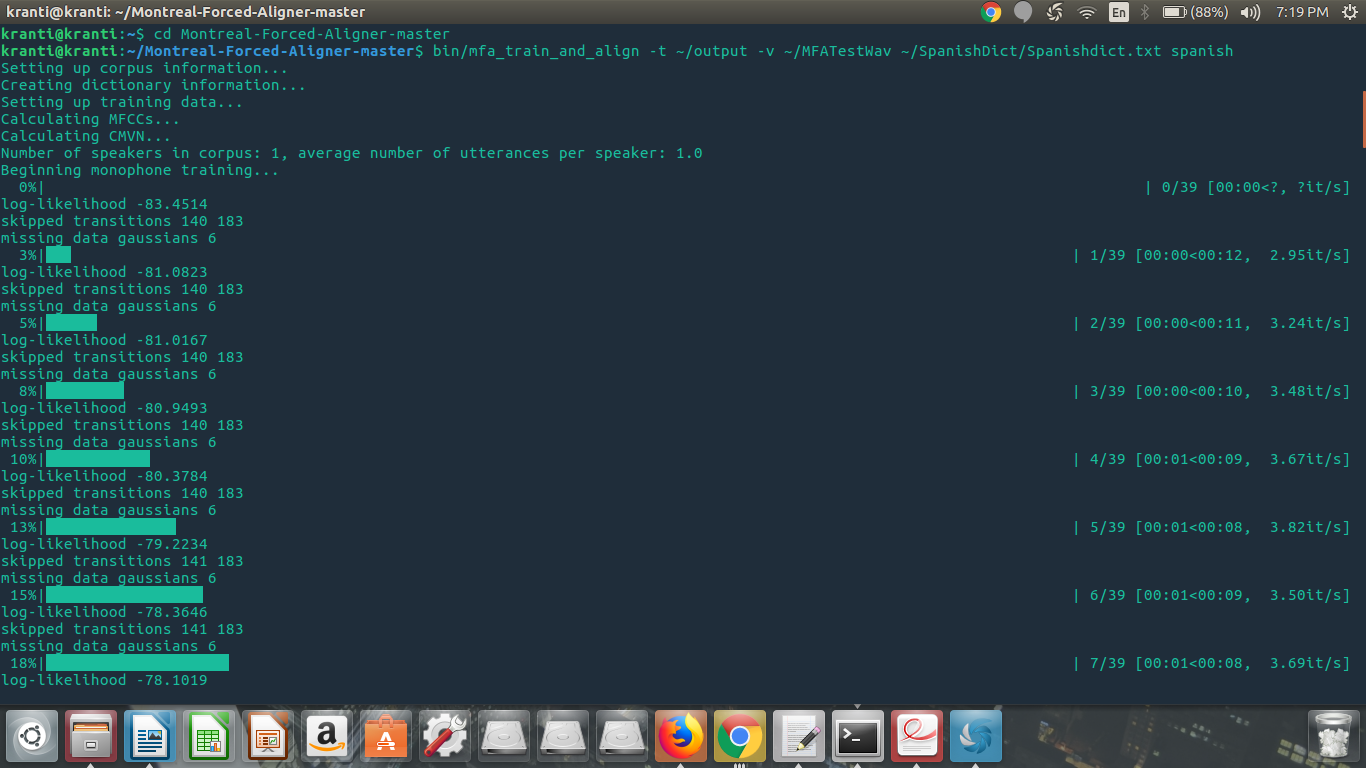 kranti@kranti: ~/Montreal-Forced-Aligner-master
En
(88%)
7:19 PM
kranti@kranti:~$ cd Montreal-Forced-Aligner-master
kranti@kranti:~/Montreal-Forced-Aligner-master$ bin/mfa_train_and_align -t ~/output -v ~/MFATestWav ~/SpanishDict/Spanishdict.txt spanish
Setting up corpus information...
Creating dictionary information...
Setting up training data...
Calculating MFCCs...
Calculating CMVN...
Number of speakers in corpus: 1, average number of utterances per speaker: 1.0
Beginning monophone training...
0%| | 0/39 [00:00<?, ?it/s]
log-likelihood -83.4514
skipped transitions 140 183
missing data gaussians 6
3%| | 1/39 [00:00<00:12, 2.95it/s]
log-likelihood -81.0823
skipped transitions 140 183
missing data gaussians 6
5%| | 2/39 [00:00<00:11, 3.24it/s]
log-likelihood -81.0167
skipped transitions 140 183
missing data gaussians 6
8%| | 3/39 [00:00<00:10, 3.48it/s]
log-likelihood -80.9493
skipped transitions 140 183
missing data gaussians 6
10%| | 4/39 [00:01<00:09, 3.67it/s]
log-likelihood -80.3784
skipped transitions 140 183
missing data gaussians 6
13%| | 5/39 [00:01<00:08, 3.82it/s]
log-likelihood -79.2234
skipped transitions 141 183
missing data gaussians 6
15%| | 6/39 [00:01<00:09, 3.50it/s]
log-likelihood -78.3646
skipped transitions 141 183
missing data gaussians 6
18%| | 7/39 [00:01<00:08, 3.69it/s]
log-likelihood -78.1019